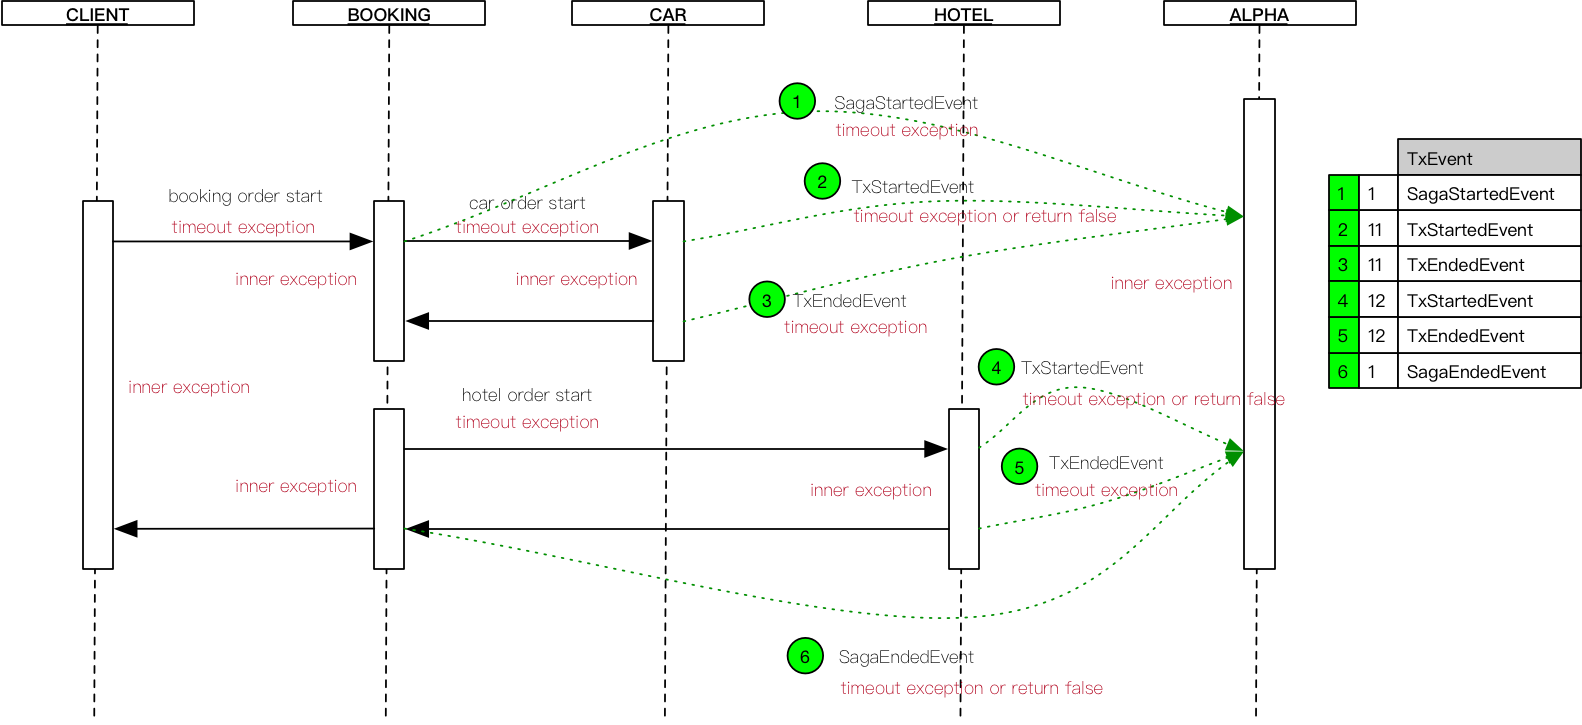 CLIENT
BOOKING
CAR
HOTEL
ALPHA
1
SagaStartedEvent
timeout exception
2
TxStartedEvent
timeout exception or return false
booking order start
timeout exception
car order start
timeout exception
inner exception
inner exception
inner exception
3
TxEndedEvent
timeout exception
4
TxStartedEvent
timeout exception or return false
inner exception
hotel order start
timeout exception
5
TxEndedEvent
timeout exception
inner exception
inner exception
6
SagaEndedEvent
timeout exception or return false
TxEvent
1 1 SagaStartedEvent
2 11 TxStartedEvent
3 11 TxEndedEvent
4 12 TxStartedEvent
5 12 TxEndedEvent
6 1 SagaEndedEvent